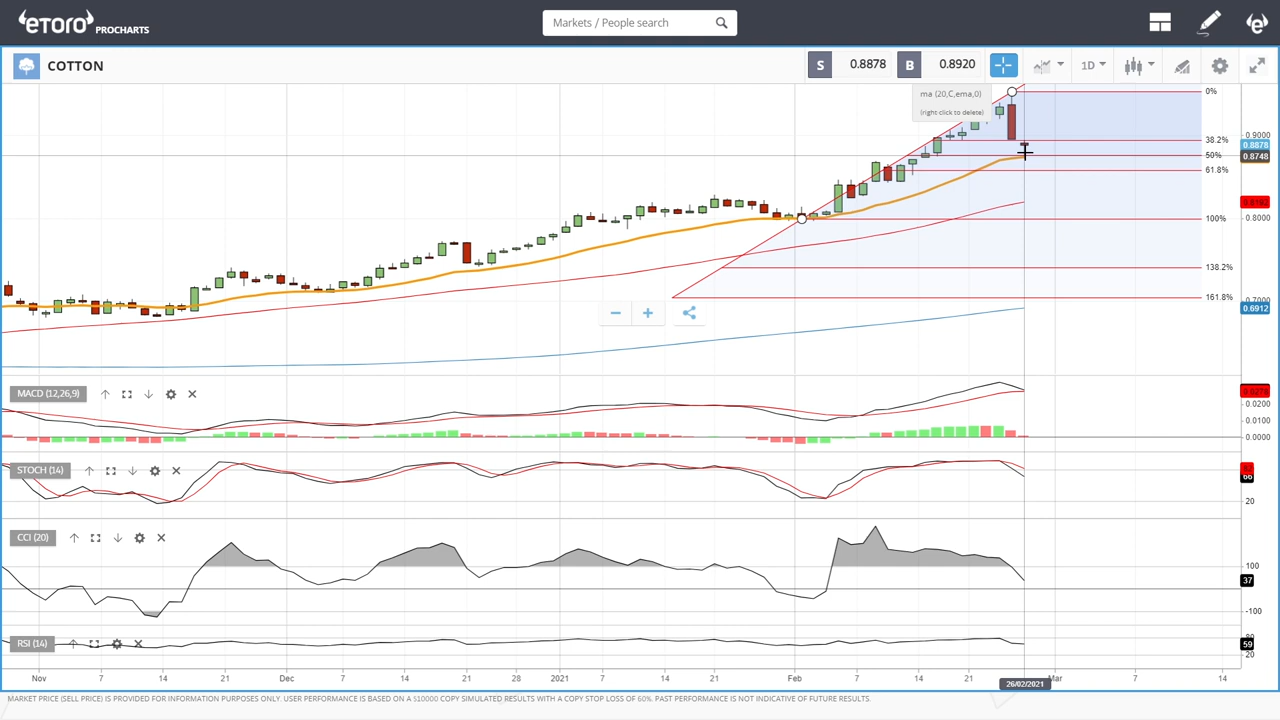 eToro PROCHARTS
Markets / People search
COTTON
S 0.8878 B 0.8920 1D
ma (20,C,ema,0)
(right click to delete)
0%
38.2%
50%
61.8%
100%
138.2%
161.8%
0.9000
0.8878
0.8748
0.8192
0.8000
0.6912
MACD (12,26,9)
0.0200
0.0100
0.0000
STOCH (14)
66
20
CCI (20)
100
37
-100
RSI (14)
59
20
Nov 7 14 21 Dec 7 14 21 28 2021 7 14 21 Feb 7 14 21 Mar 7 14
26/02/2021
MARKET PRICE (SELL PRICE) IS PROVIDED FOR INFORMATION PURPOSES ONLY. USER PERFORMANCE IS BASED ON A $10000 COPY SIMULATED RESULTS WITH A COPY STOP LOSS OF 60%. PAST PERFORMANCE IS NOT INDICATIVE OF FUTURE RESULTS.